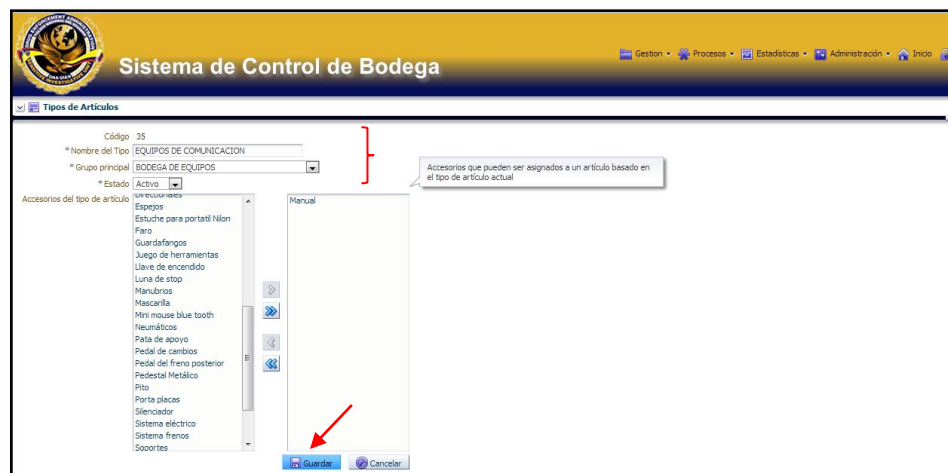 Sistema de Control de Bodega
Gestion Procesos Estadísticas Administración Inicio
Tipos de Artículos
Código 35
* Nombre del Tipo EQUIPOS DE COMUNICACION
* Grupo principal BODEGA DE EQUIPOS
* Estado Activo
Accesorios que pueden ser asignados a un artículo basado en
el tipo de artículo actual
Accesorios del tipo de artículo
Direccionales
Espejos
Estuche para portatil Nilon
Faro
Guardafangos
Juego de herramientas
Llave de encendido
Luna de stop
Manubrios
Mascarilla
Mini mouse blue tooth
Neumáticos
Pata de apoyo
Pedal de cambios
Pedal del freno posterior
Pedestal Metálico
Pito
Porta placas
Silenciador
Sistema eléctrico
Sistema frenos
Soportes
Manual
Guardar Cancelar